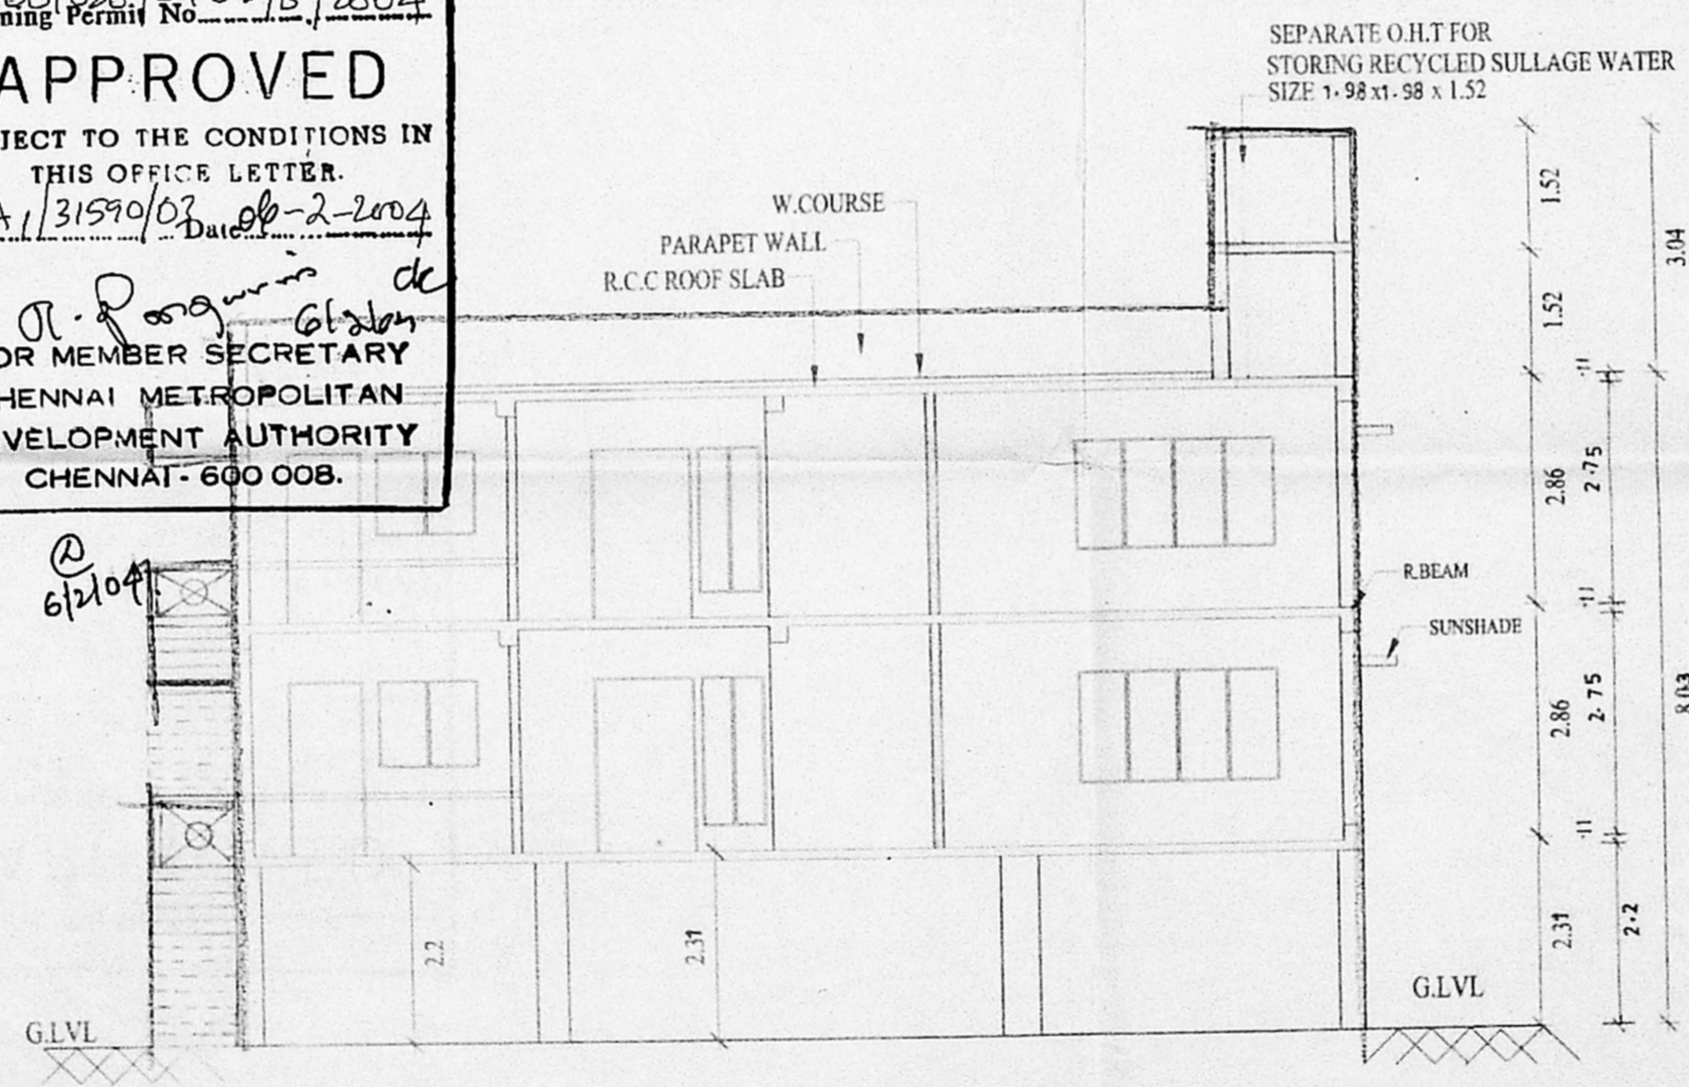 ning Permit No
APPROVED
JECT TO THE CONDITIONS IN
THIS OFFICE LETTER.
/31590/03 Date 06-2-2004
6/2/04
OR MEMBER SECRETARY
HENNAI METROPOLITAN
VELOPMENT AUTHORITY
CHENNAI - 600 008.
6/2/04
SEPARATE O.H.T FOR
STORING RECYCLED SULLAGE WATER
SIZE 1.98 x1.98 x 1.52
W.COURSE
PARAPET WALL
R.C.C ROOF SLAB
1.52
3.04
1.52
.11
2.86
2.75
R.BEAM
.11
SUNSHADE
2.86
2.75
8.03
.11
2.2
2.31
2.31
2.2
G.LVL
G.LVL